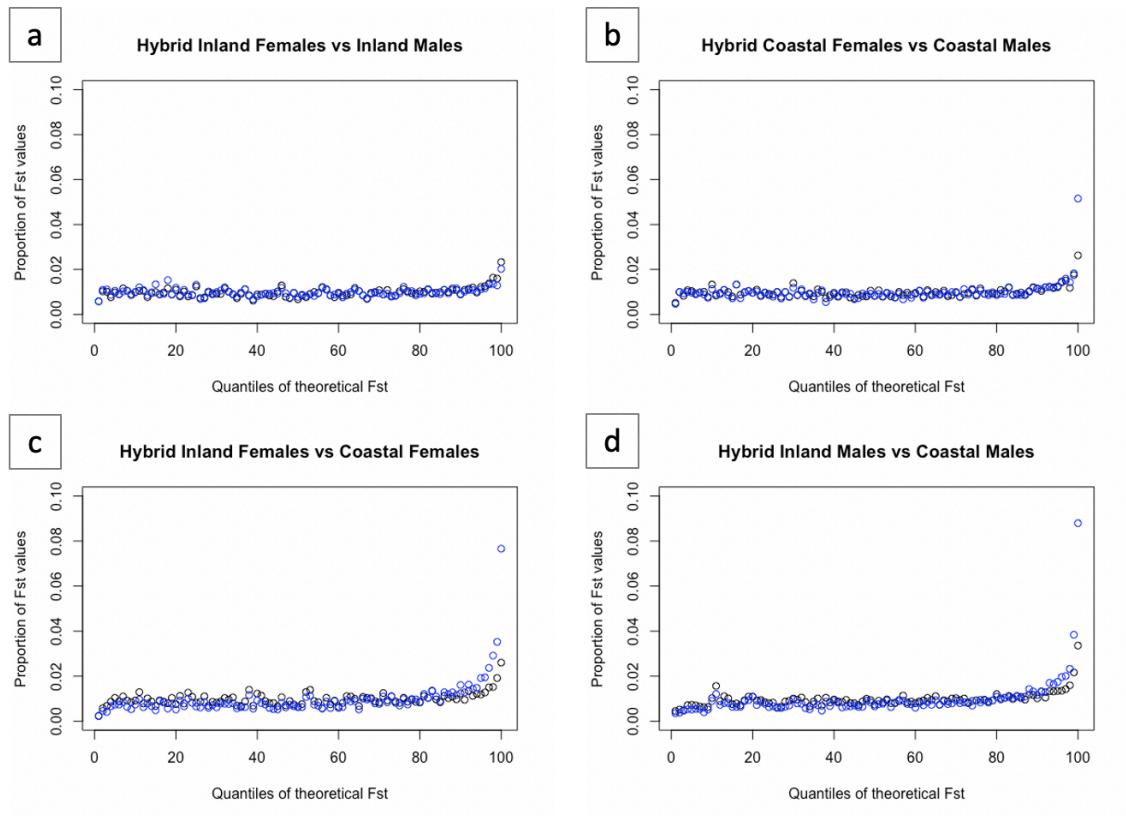 a
Hybrid Inland Females vs Inland Males
Proportion of Fst values
0.00 0.02 0.04 0.06 0.08 0.10
0 20 40 60 80 100
Quantiles of theoretical Fst
b
Hybrid Coastal Females vs Coastal Males
Proportion of Fst values
0.00 0.02 0.04 0.06 0.08 0.10
0 20 40 60 80 100
Quantiles of theoretical Fst
c
Hybrid Inland Females vs Coastal Females
Proportion of Fst values
0.00 0.02 0.04 0.06 0.08 0.10
0 20 40 60 80 100
Quantiles of theoretical Fst
d
Hybrid Inland Males vs Coastal Males
Proportion of Fst values
0.00 0.02 0.04 0.06 0.08 0.10
0 20 40 60 80 100
Quantiles of theoretical Fst